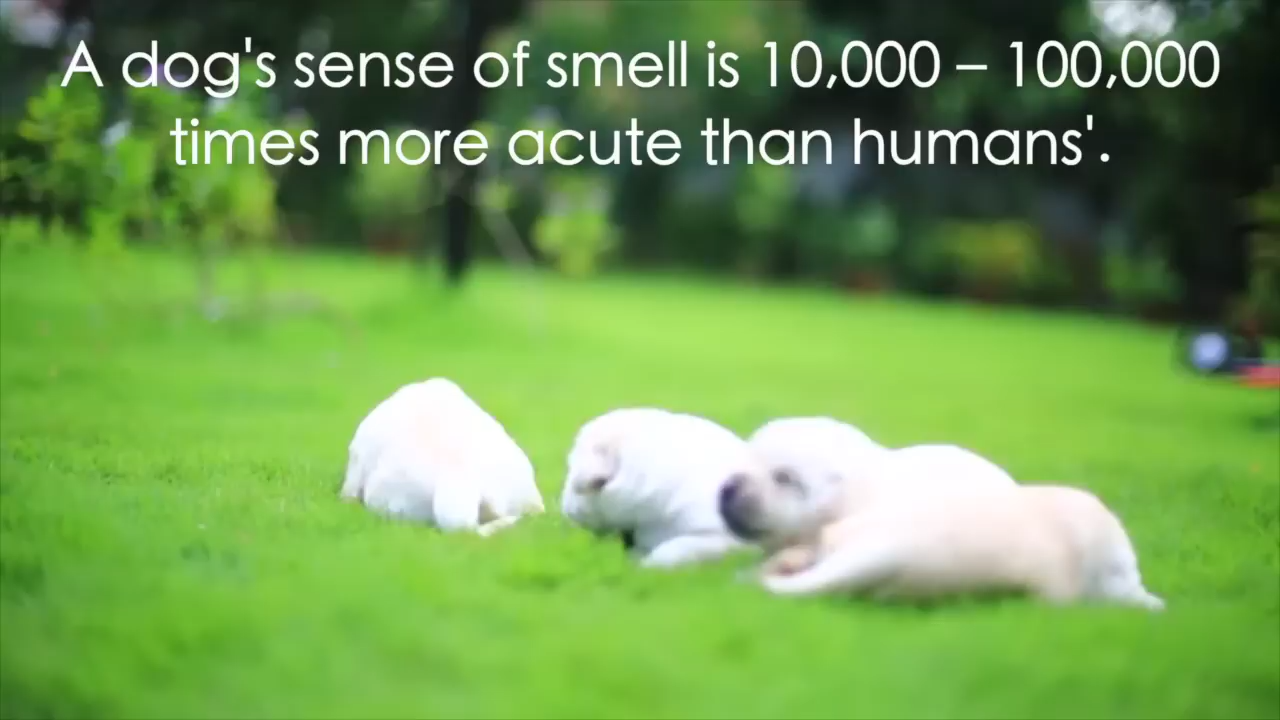 A dog's sense of smell is 10,000 – 100,000
times more acute than humans'.